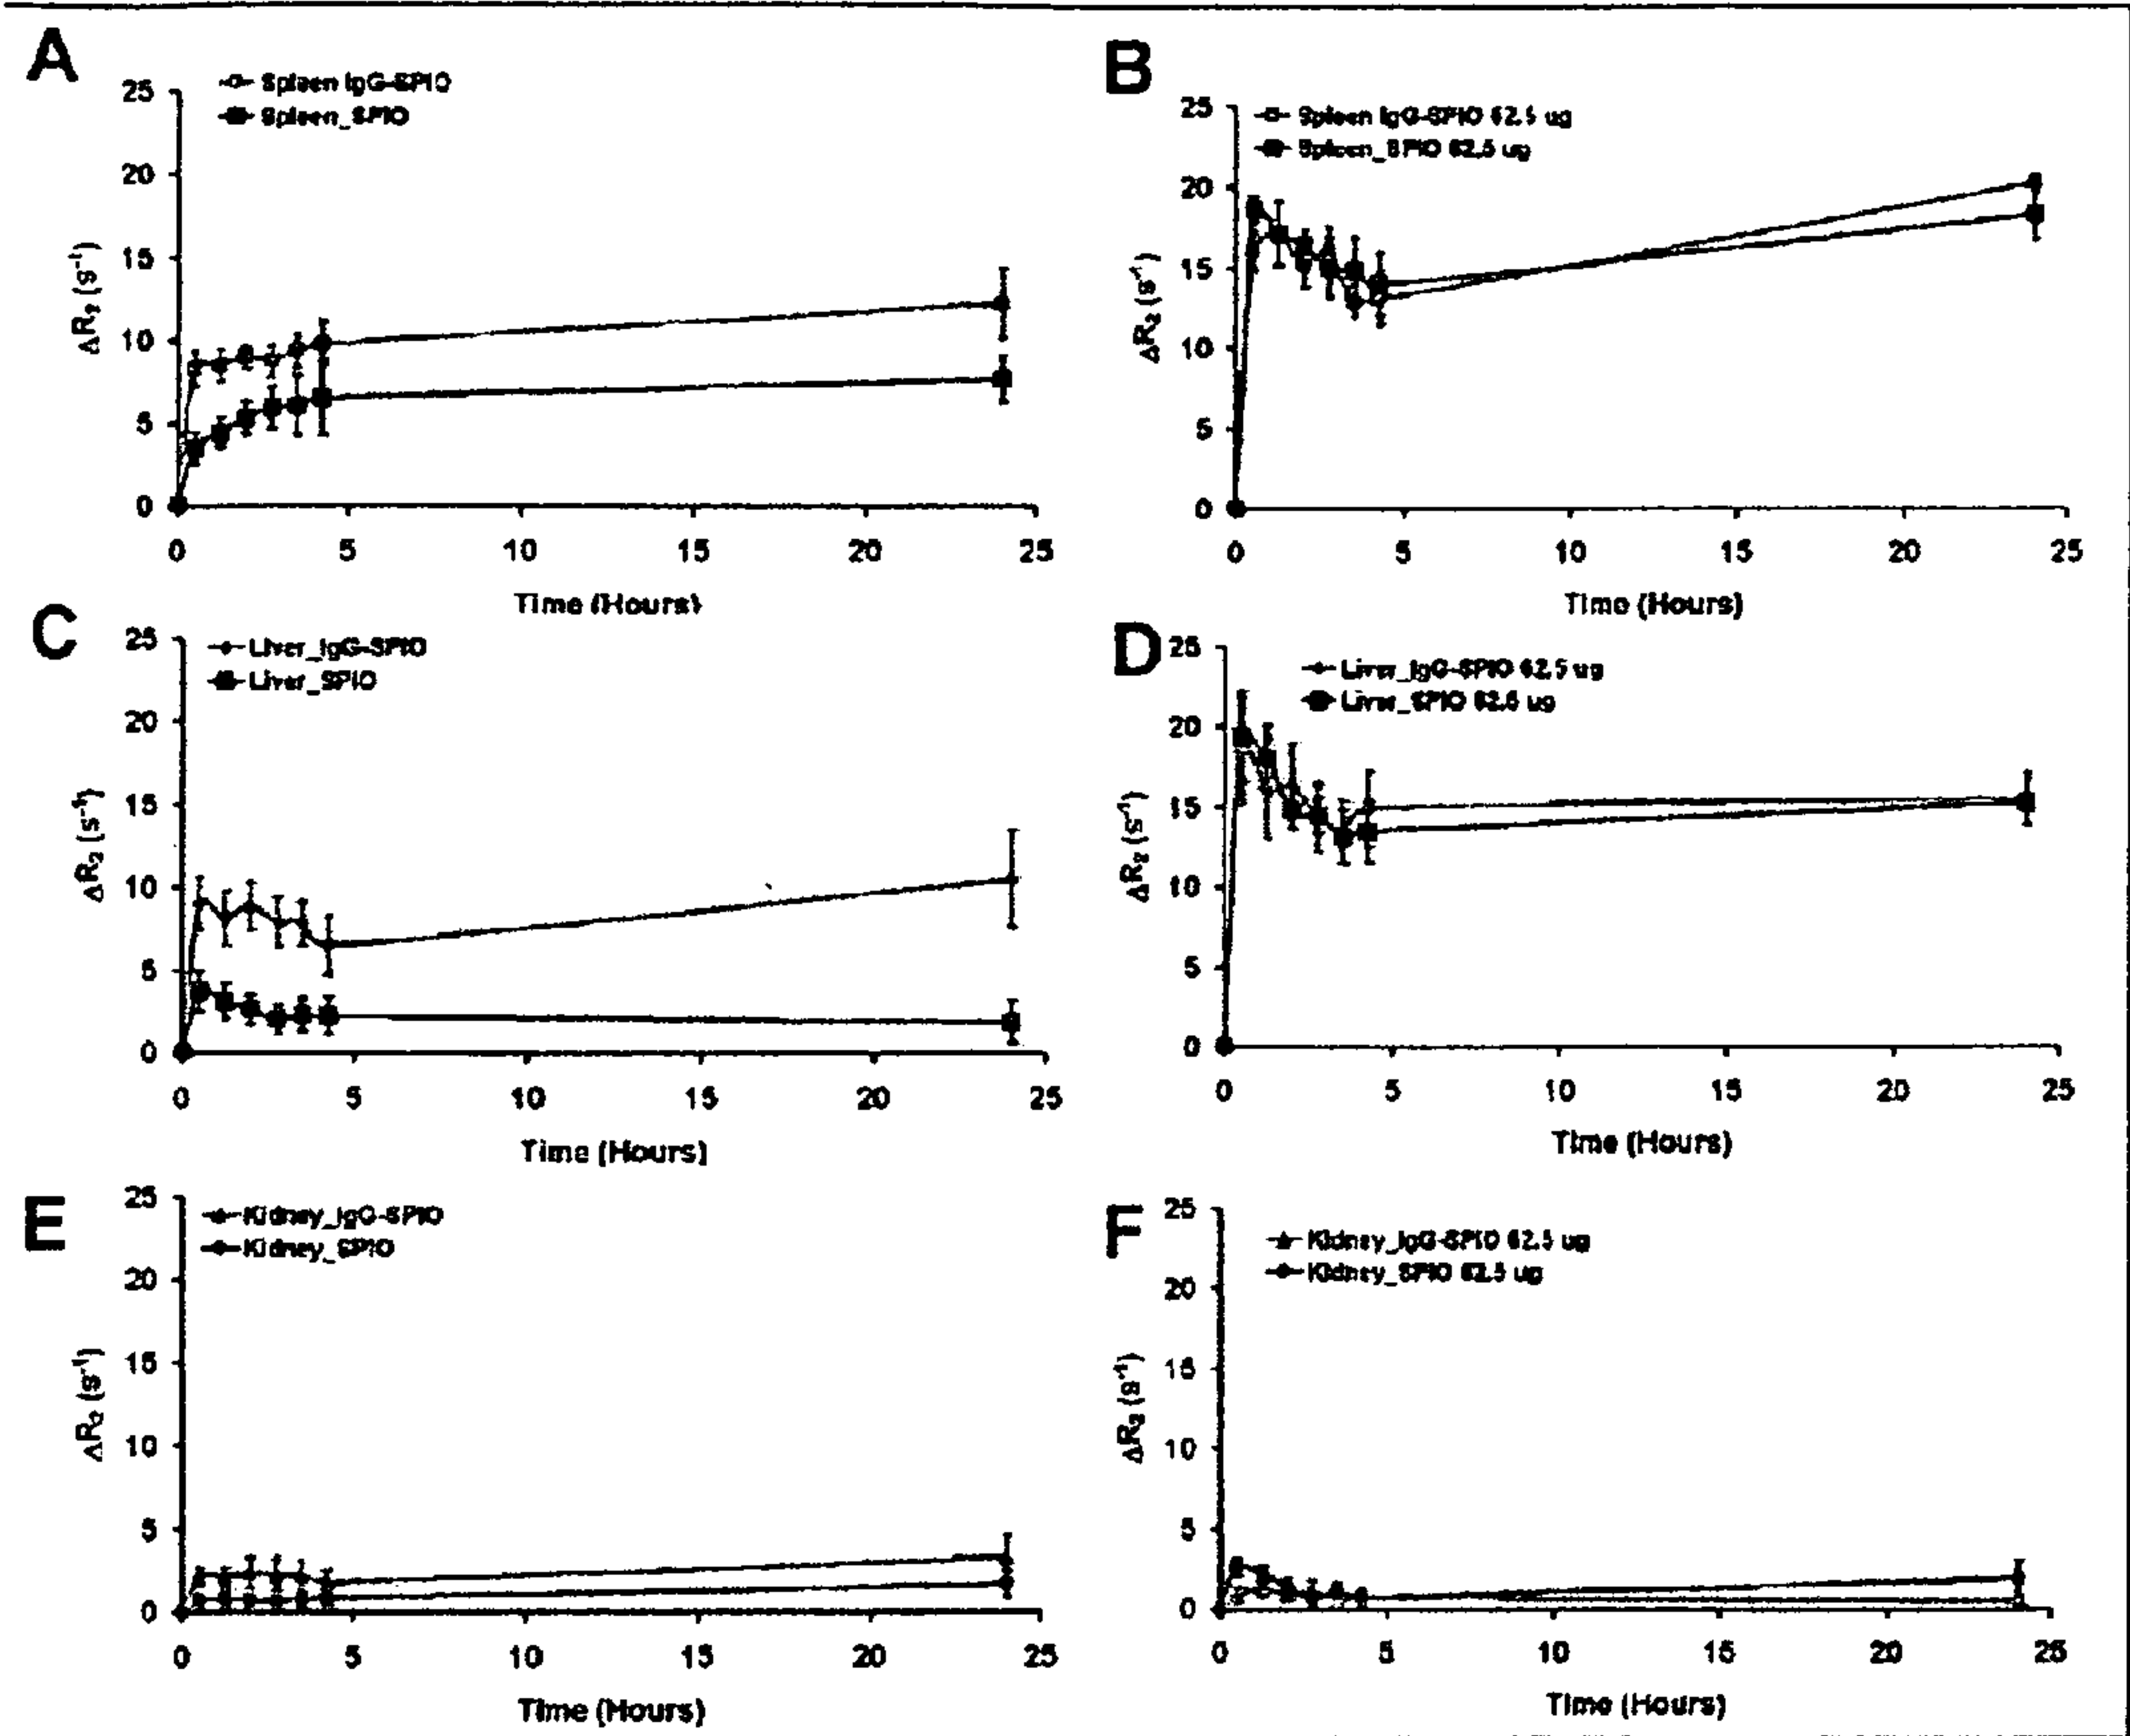 A
Spleen IgG-SPIO
Spleen_SPIO
25
20
15
10
5
0
ΔR₂ (s⁻¹)
0 5 10 15 20 25
Time (Hours)
B
Spleen IgG-SPIO 62.5 ug
Spleen_SPIO 62.5 ug
25
20
15
10
5
0
ΔR₂ (s⁻¹)
0 5 10 15 20 25
Time (Hours)
C
Liver_IgG-SPIO
Liver_SPIO
25
20
15
10
5
0
ΔR₂ (s⁻¹)
0 5 10 15 20 25
Time (Hours)
D
Liver_IgG-SPIO 62.5 ug
Liver_SPIO 62.5 ug
25
20
15
10
5
0
ΔR₂ (s⁻¹)
0 5 10 15 20 25
Time (Hours)
E
Kidney_IgG-SPIO
Kidney_SPIO
25
20
15
10
5
0
ΔR₂ (s⁻¹)
0 5 10 15 20 25
Time (Hours)
F
Kidney_IgG-SPIO 62.5 ug
Kidney_SPIO 62.5 ug
25
20
15
10
5
0
ΔR₂ (s⁻¹)
0 5 10 15 20 25
Time (Hours)